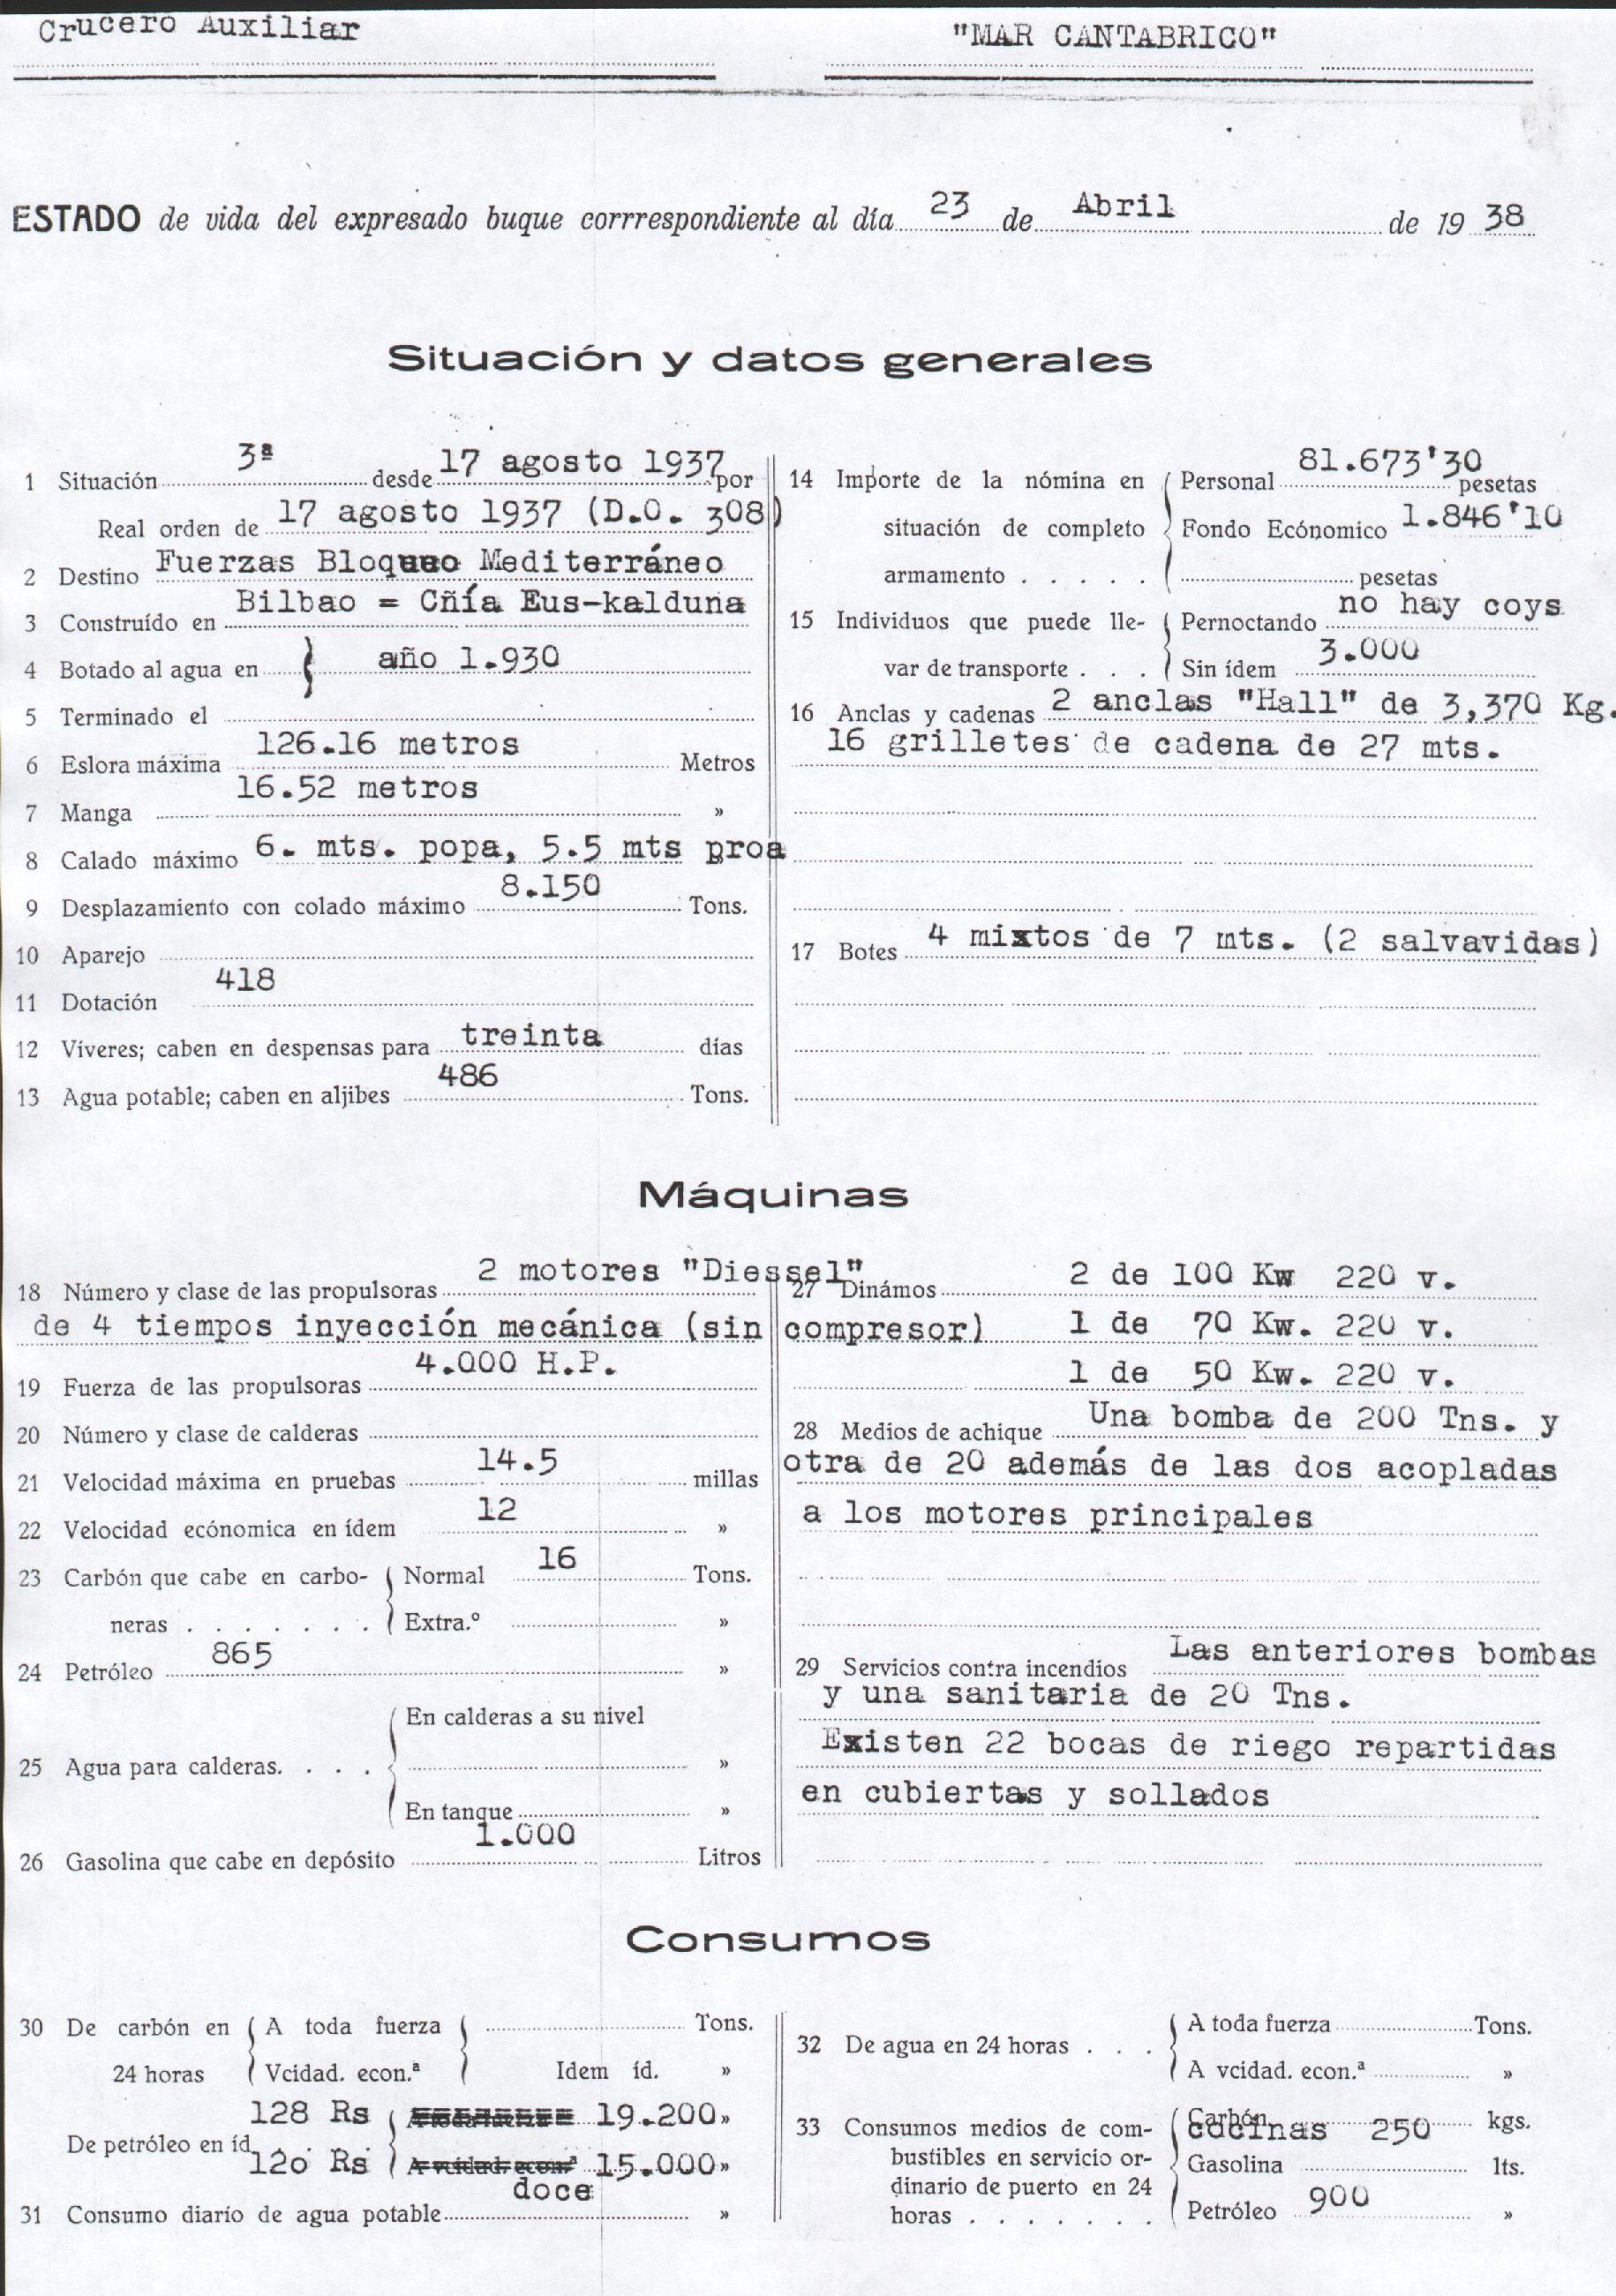 Crucero Auxiliar "MAR CANTABRICO"
ESTADO de vida del expresado buque corrrespondiente al día 23 de Abril de 19 38
Situación y datos generales
1 Situación 3ª desde 17 agosto 1937 por
Real orden de 17 agosto 1937 (D.O. 308)
2 Destino Fuerzas Bloqueo Mediterráneo
3 Construído en Bilbao = Cñía Eus-kalduna
4 Botado al agua en } año 1.930
5 Terminado el
6 Eslora máxima 126.16 metros Metros
7 Manga 16.52 metros »
8 Calado máximo 6. mts. popa, 5.5 mts proa
9 Desplazamiento con colado máximo 8.150 Tons.
10 Aparejo
11 Dotación 418
12 Víveres; caben en despensas para treinta días
13 Agua potable; caben en aljibes 486 Tons.
14 Importe de la nómina en situación de completo armamento . . . . .
Personal 81.673'30 pesetas
Fondo Ecónomico 1.846'10
pesetas
15 Individuos que puede lle-
var de transporte . . .
Pernoctando no hay coys
Sin ídem 3.000
16 Anclas y cadenas 2 anclas "Hall" de 3,370 Kg.
16 grilletes de cadena de 27 mts.
17 Botes 4 mixtos de 7 mts. (2 salvavidas)
Máquinas
18 Número y clase de las propulsoras 2 motores "Diessel"
de 4 tiempos inyección mecánica (sin compresor)
19 Fuerza de las propulsoras 4.000 H.P.
20 Número y clase de calderas
21 Velocidad máxima en pruebas 14.5 millas
22 Velocidad ecónomica en ídem 12 »
23 Carbón que cabe en carbo- { Normal 16 Tons.
neras . . . . . . . { Extra.º »
24 Petróleo 865 »
En calderas a su nivel
25 Agua para calderas. . . . { »
En tanque »
26 Gasolina que cabe en depósito 1.000 Litros
27 Dinámos 2 de 100 Kw 220 v.
1 de 70 Kw. 220 v.
1 de 50 Kw. 220 v.
28 Medios de achique Una bomba de 200 Tns. y
otra de 20 además de las dos acopladas
a los motores principales
29 Servicios contra incendios Las anteriores bombas
y una sanitaria de 20 Tns.
Existen 22 bocas de riego repartidas
en cubiertas y sollados
Consumos
30 De carbón en { A toda fuerza { Tons.
24 horas { Vcidad. econ.ª { Idem íd. »
128 Rs { A toda fuerza 19.200 »
De petróleo en íd. . . .
12o Rs { A vcidad. econ.ª 15.000 »
31 Consumo diarío de agua potable doce »
32 De agua en 24 horas . . . { A toda fuerza Tons.
A vcidad. econ.ª »
33 Consumos medios de com-
bustibles en servicio or-
dinario de puerto en 24
horas . . . . . . .
Carbón cocinas 250 kgs.
Gasolina lts.
Petróleo 900 »